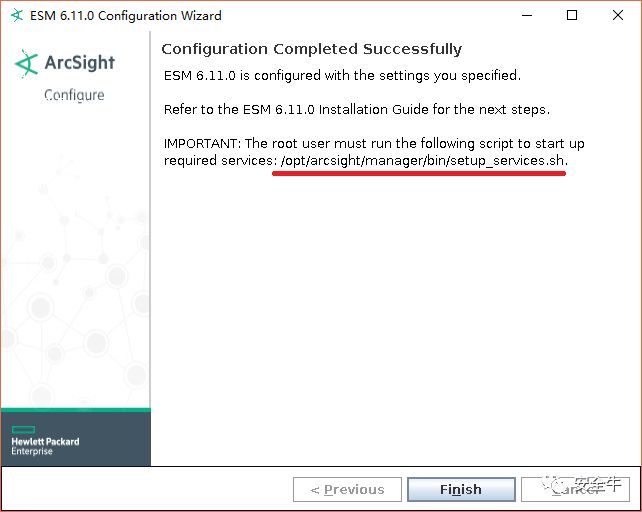 ESM 6.11.0 Configuration Wizard
ArcSight
Configure
Configuration Completed Successfully
ESM 6.11.0 is configured with the settings you specified.
Refer to the ESM 6.11.0 Installation Guide for the next steps.
IMPORTANT: The root user must run the following script to start up
required services: /opt/arcsight/manager/bin/setup_services.sh.
Hewlett Packard
Enterprise
< Previous
Finish
Cancel
安全牛